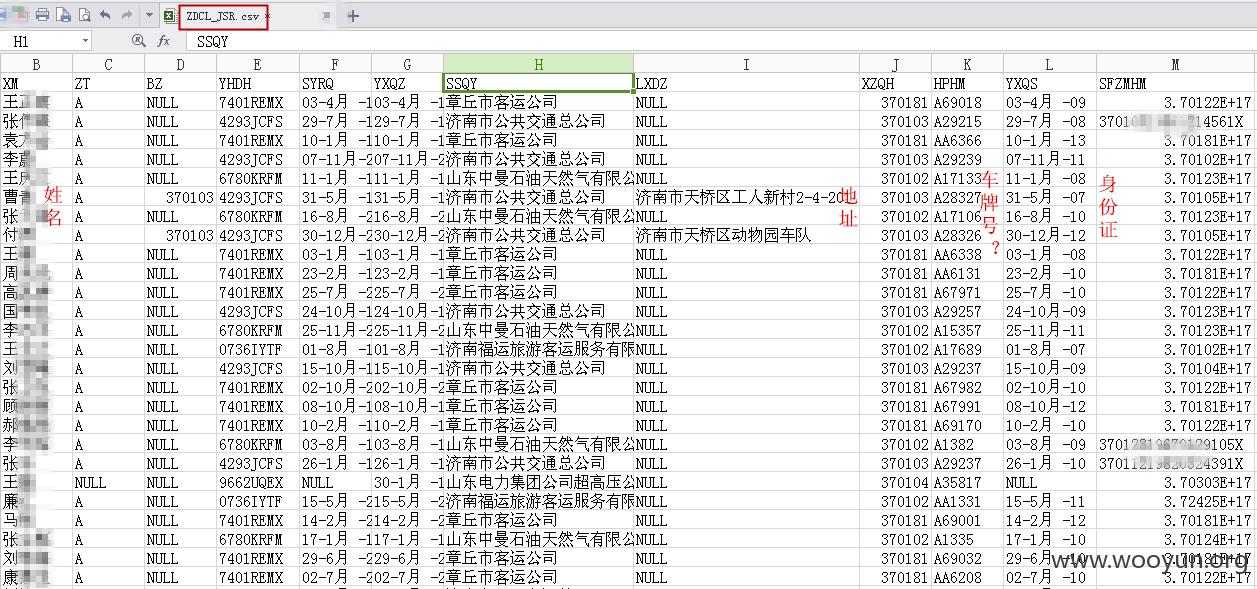 ZDCL_JSR.csv
H1 fx SSQY
B C D E F G H I J K L M
XM ZT BZ YHDH SYRQ YXQZ SSQY LXDZ XZQH HPHM YXQS SFZMHM
王 A NULL 7401REMX 03-4月 -1 03-4月 -1 章丘市客运公司 NULL 370181 A69018 03-4月 -09 3.70122E+17
张 A NULL 4293JCFS 29-7月 -1 29-7月 -1 济南市公共交通总公司 NULL 370103 A29215 29-7月 -08
袁 A NULL 7401REMX 10-1月 -1 10-1月 -1 章丘市客运公司 NULL 370181 AA6366 10-1月 -13 3.70181E+17
李 A NULL 4293JCFS 07-11月-2 07-11月-2 济南市公共交通总公司 NULL 370103 A29239 07-11月-11 3.70102E+17
王 A NULL 6780KRFM 11-1月 -1 11-1月 -1 山东中曼石油天然气有限公 NULL 370102 A17133 11-1月 -08 3.70123E+17
曹 A 370103 4293JCFS 31-5月 -1 31-5月 -1 济南市公共交通总公司 济南市天桥区工人新村2-4-20 370103 A28327 31-5月 -07 3.70105E+17
张 A NULL 6780KRFM 16-8月 -2 16-8月 -2 山东中曼石油天然气有限公 NULL 370102 A17106 16-8月 -10 3.70123E+17
付 A 370103 4293JCFS 30-12月-2 30-12月-2 济南市公共交通总公司 济南市天桥区动物园车队 370103 A28326 30-12月-12 3.70105E+17
王 A NULL 7401REMX 03-1月 -1 03-1月 -1 章丘市客运公司 NULL 370181 AA6338 03-1月 -08 3.70122E+17
周 A NULL 7401REMX 23-2月 -1 23-2月 -1 章丘市客运公司 NULL 370181 AA6131 23-2月 -10 3.70181E+17
高 A NULL 7401REMX 25-7月 -2 25-7月 -2 章丘市客运公司 NULL 370181 A67971 25-7月 -10 3.70122E+17
国 A NULL 4293JCFS 24-10月-1 24-10月-1 济南市公共交通总公司 NULL 370103 A29257 24-10月-09 3.70123E+17
李 A NULL 6780KRFM 25-11月-2 25-11月-2 山东中曼石油天然气有限公 NULL 370102 A15357 25-11月-11 3.70123E+17
王 A NULL 0736IYTF 01-8月 -1 01-8月 -1 济南福运旅游客运服务有限 NULL 370102 A17689 01-8月 -07 3.70102E+17
刘 A NULL 4293JCFS 15-10月-1 15-10月-1 济南市公共交通总公司 NULL 370103 A29237 15-10月-09 3.70104E+17
张 A NULL 7401REMX 02-10月-2 02-10月-2 章丘市客运公司 NULL 370181 A67982 02-10月-10 3.70122E+17
顾 A NULL 7401REMX 08-10月-1 08-10月-1 章丘市客运公司 NULL 370181 A67991 08-10月-12 3.70181E+17
郝 A NULL 7401REMX 10-2月 -1 10-2月 -1 章丘市客运公司 NULL 370181 A69170 10-2月 -10 3.70122E+17
李 A NULL 6780KRFM 03-8月 -1 03-8月 -1 山东中曼石油天然气有限公 NULL 370102 A1382 03-8月 -09
张 A NULL 4293JCFS 26-1月 -1 26-1月 -1 济南市公共交通总公司 NULL 370103 A29237 26-1月 -10
王 NULL NULL 9662UQEX NULL 30-1月 -1 山东电力集团公司超高压公 NULL 370104 A35817 NULL 3.70303E+17
廉 A NULL 0736IYTF 15-5月 -2 15-5月 -2 济南福运旅游客运服务有限 NULL 370102 AA1331 15-5月 -11 3.72425E+17
马 A NULL 7401REMX 14-2月 -2 14-2月 -2 章丘市客运公司 NULL 370181 A69001 14-2月 -12 3.70181E+17
张 A NULL 6780KRFM 17-1月 -1 17-1月 -1 山东中曼石油天然气有限公 NULL 370102 A1335 17-1月 -10 3.70124E+17
刘 A NULL 7401REMX 29-6月 -2 29-6月 -2 章丘市客运公司 NULL 370181 A69032 29-6月 -10 3.70181E+17
康 A NULL 7401REMX 02-7月 -2 02-7月 -2 章丘市客运公司 NULL 370181 AA6208 02-7月 -10 3.70122E+17
姓名
地址
车牌号？
身份证
www.wooyun.org